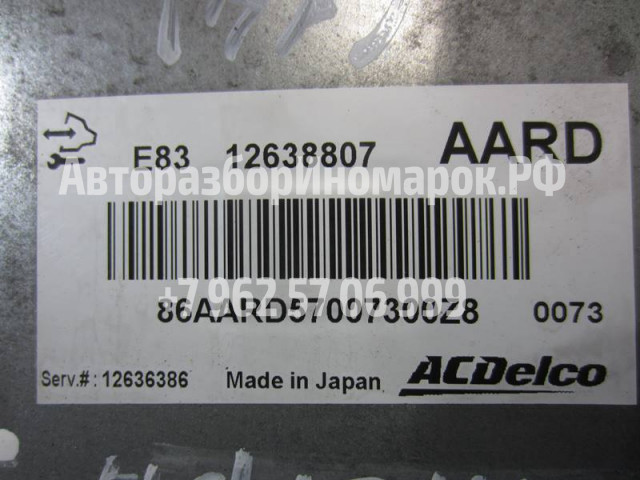 E83 12638807 AARD
АвторазборИномарок.РФ
+7 962 57 06 999
86AARD57007300Z8 0073
Serv.#: 12636386 Made in Japan ACDelco